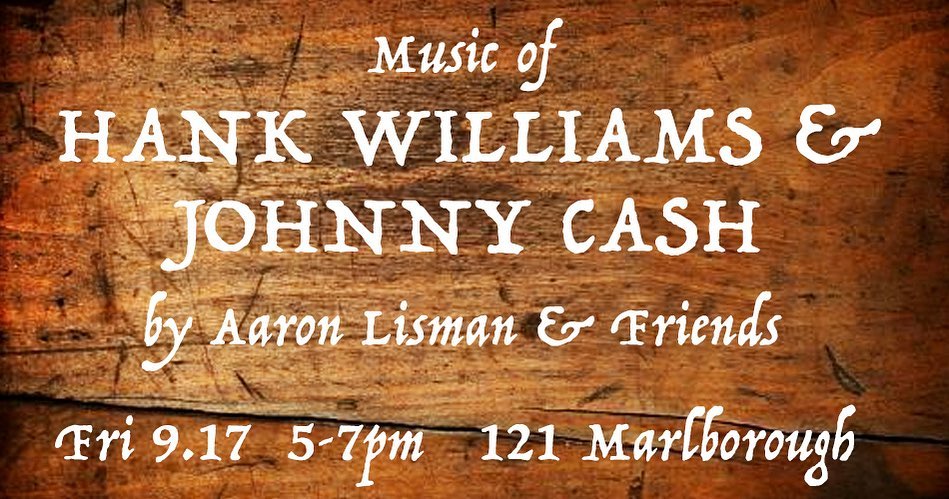 Music of
HANK WILLIAMS &
JOHNNY CASH
by Aaron Lisman & Friends
Fri 9.17 5-7pm 121 Marlborough